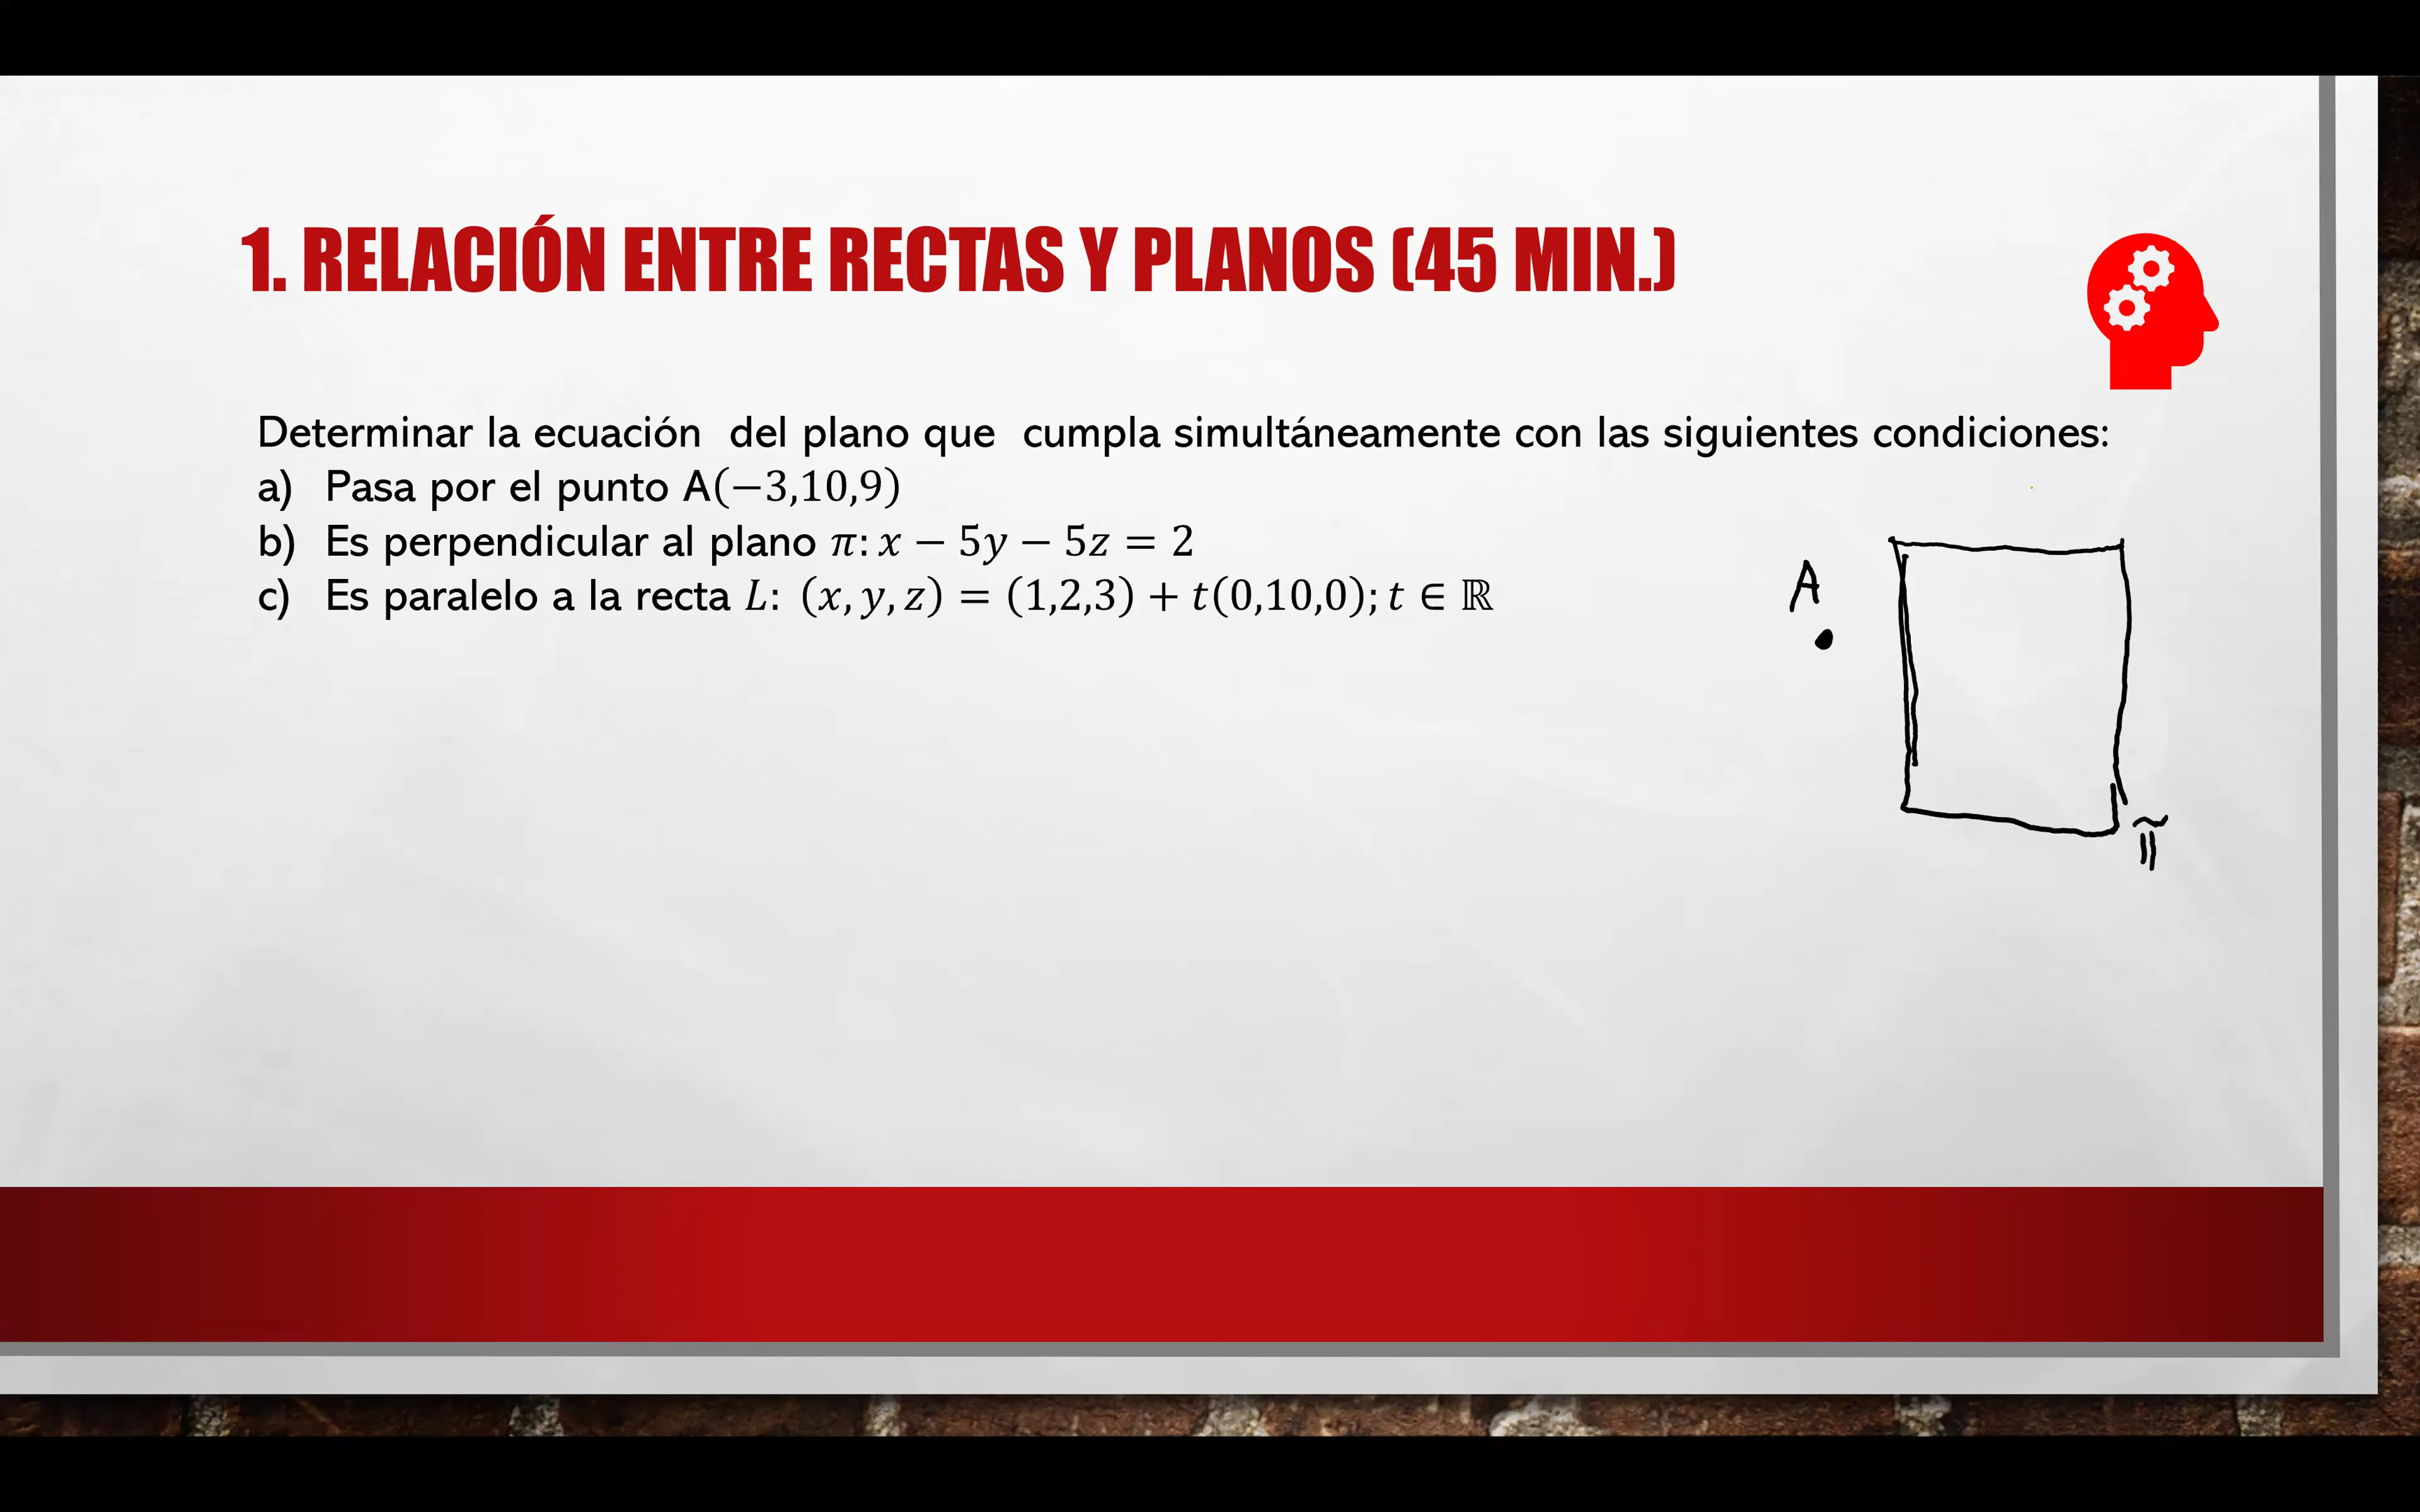 1. RELACIÓN ENTRE RECTAS Y PLANOS (45 MIN.)
Determinar la ecuación del plano que cumpla simultáneamente con las siguientes condiciones:
a) Pasa por el punto A(−3,10,9)
b) Es perpendicular al plano π: x − 5y − 5z = 2
c) Es paralelo a la recta L: (x, y, z) = (1,2,3) + t(0,10,0); t ∈ ℝ
A
π